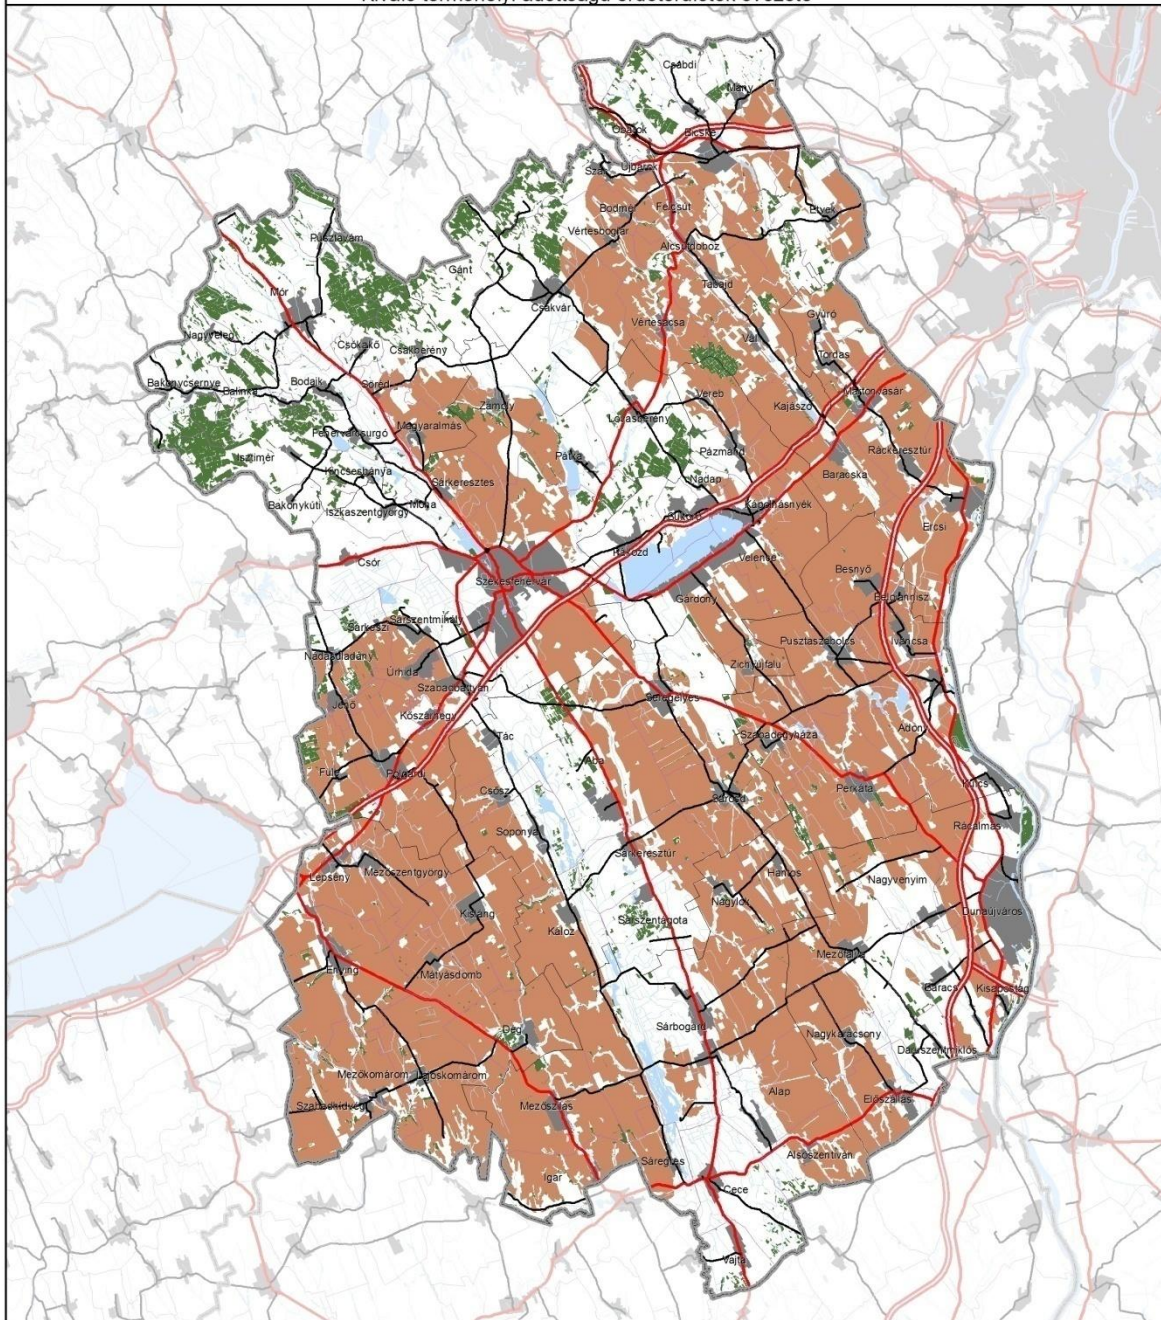 Kiváló termőhelyi adottságú erdőterületek övezete
Csabdi
Mány
Óbarok
Bicske
Újbarok
Szár
Bodmér
Felcsút
Etyek
Vértesboglár
Alcsútdoboz
Pusztavám
Gánt
Tabajd
Mór
Csákvár
Gyúró
Vértesacsa
Nagyveleg
Csókakő
Vál
Csákberény
Tordas
Bakonycsernye
Balinka
Bodajk
Söréd
Vereb
Martonvásár
Zámoly
Kajászó
Lovasberény
Magyaralmás
Fehérvárcsurgó
Pázmánd
Ráckeresztúr
Isztimér
Pátka
Kincsesbánya
Baracska
Nadap
Sárkeresztes
Bakonykúti
Iszkaszentgyörgy
Moha
Kápolnásnyék
Sukoró
Ercsi
Pákozd
Csór
Velence
Besnyő
Székesfehérvár
Gárdony
Beloiannisz
Sárszentmihály
Sárkeszi
Pusztaszabolcs
Iváncsa
Nádasdladány
Úrhida
Zichyújfalu
Szabadbattyán
Jenő
Seregélyes
Kőszárhegy
Adony
Tác
Szabadegyháza
Aba
Füle
Polgárdi
Kulcs
Perkáta
Csősz
Sárosd
Rácalmás
Soponya
Sárkeresztúr
Mezőszentgyörgy
Hantos
Lepsény
Nagyvenyim
Nagylók
Kisláng
Dunaújváros
Sárszentágota
Káloz
Mezőfalva
Enying
Mátyásdomb
Baracs
Kisapostag
Sárbogárd
Dég
Nagykarácsony
Daruszentmiklós
Mezőkomárom
Lajoskomárom
Alap
Előszállás
Szabadhídvég
Mezőszilas
Alsószentiván
Sáregres
Igar
Cece
Vajta